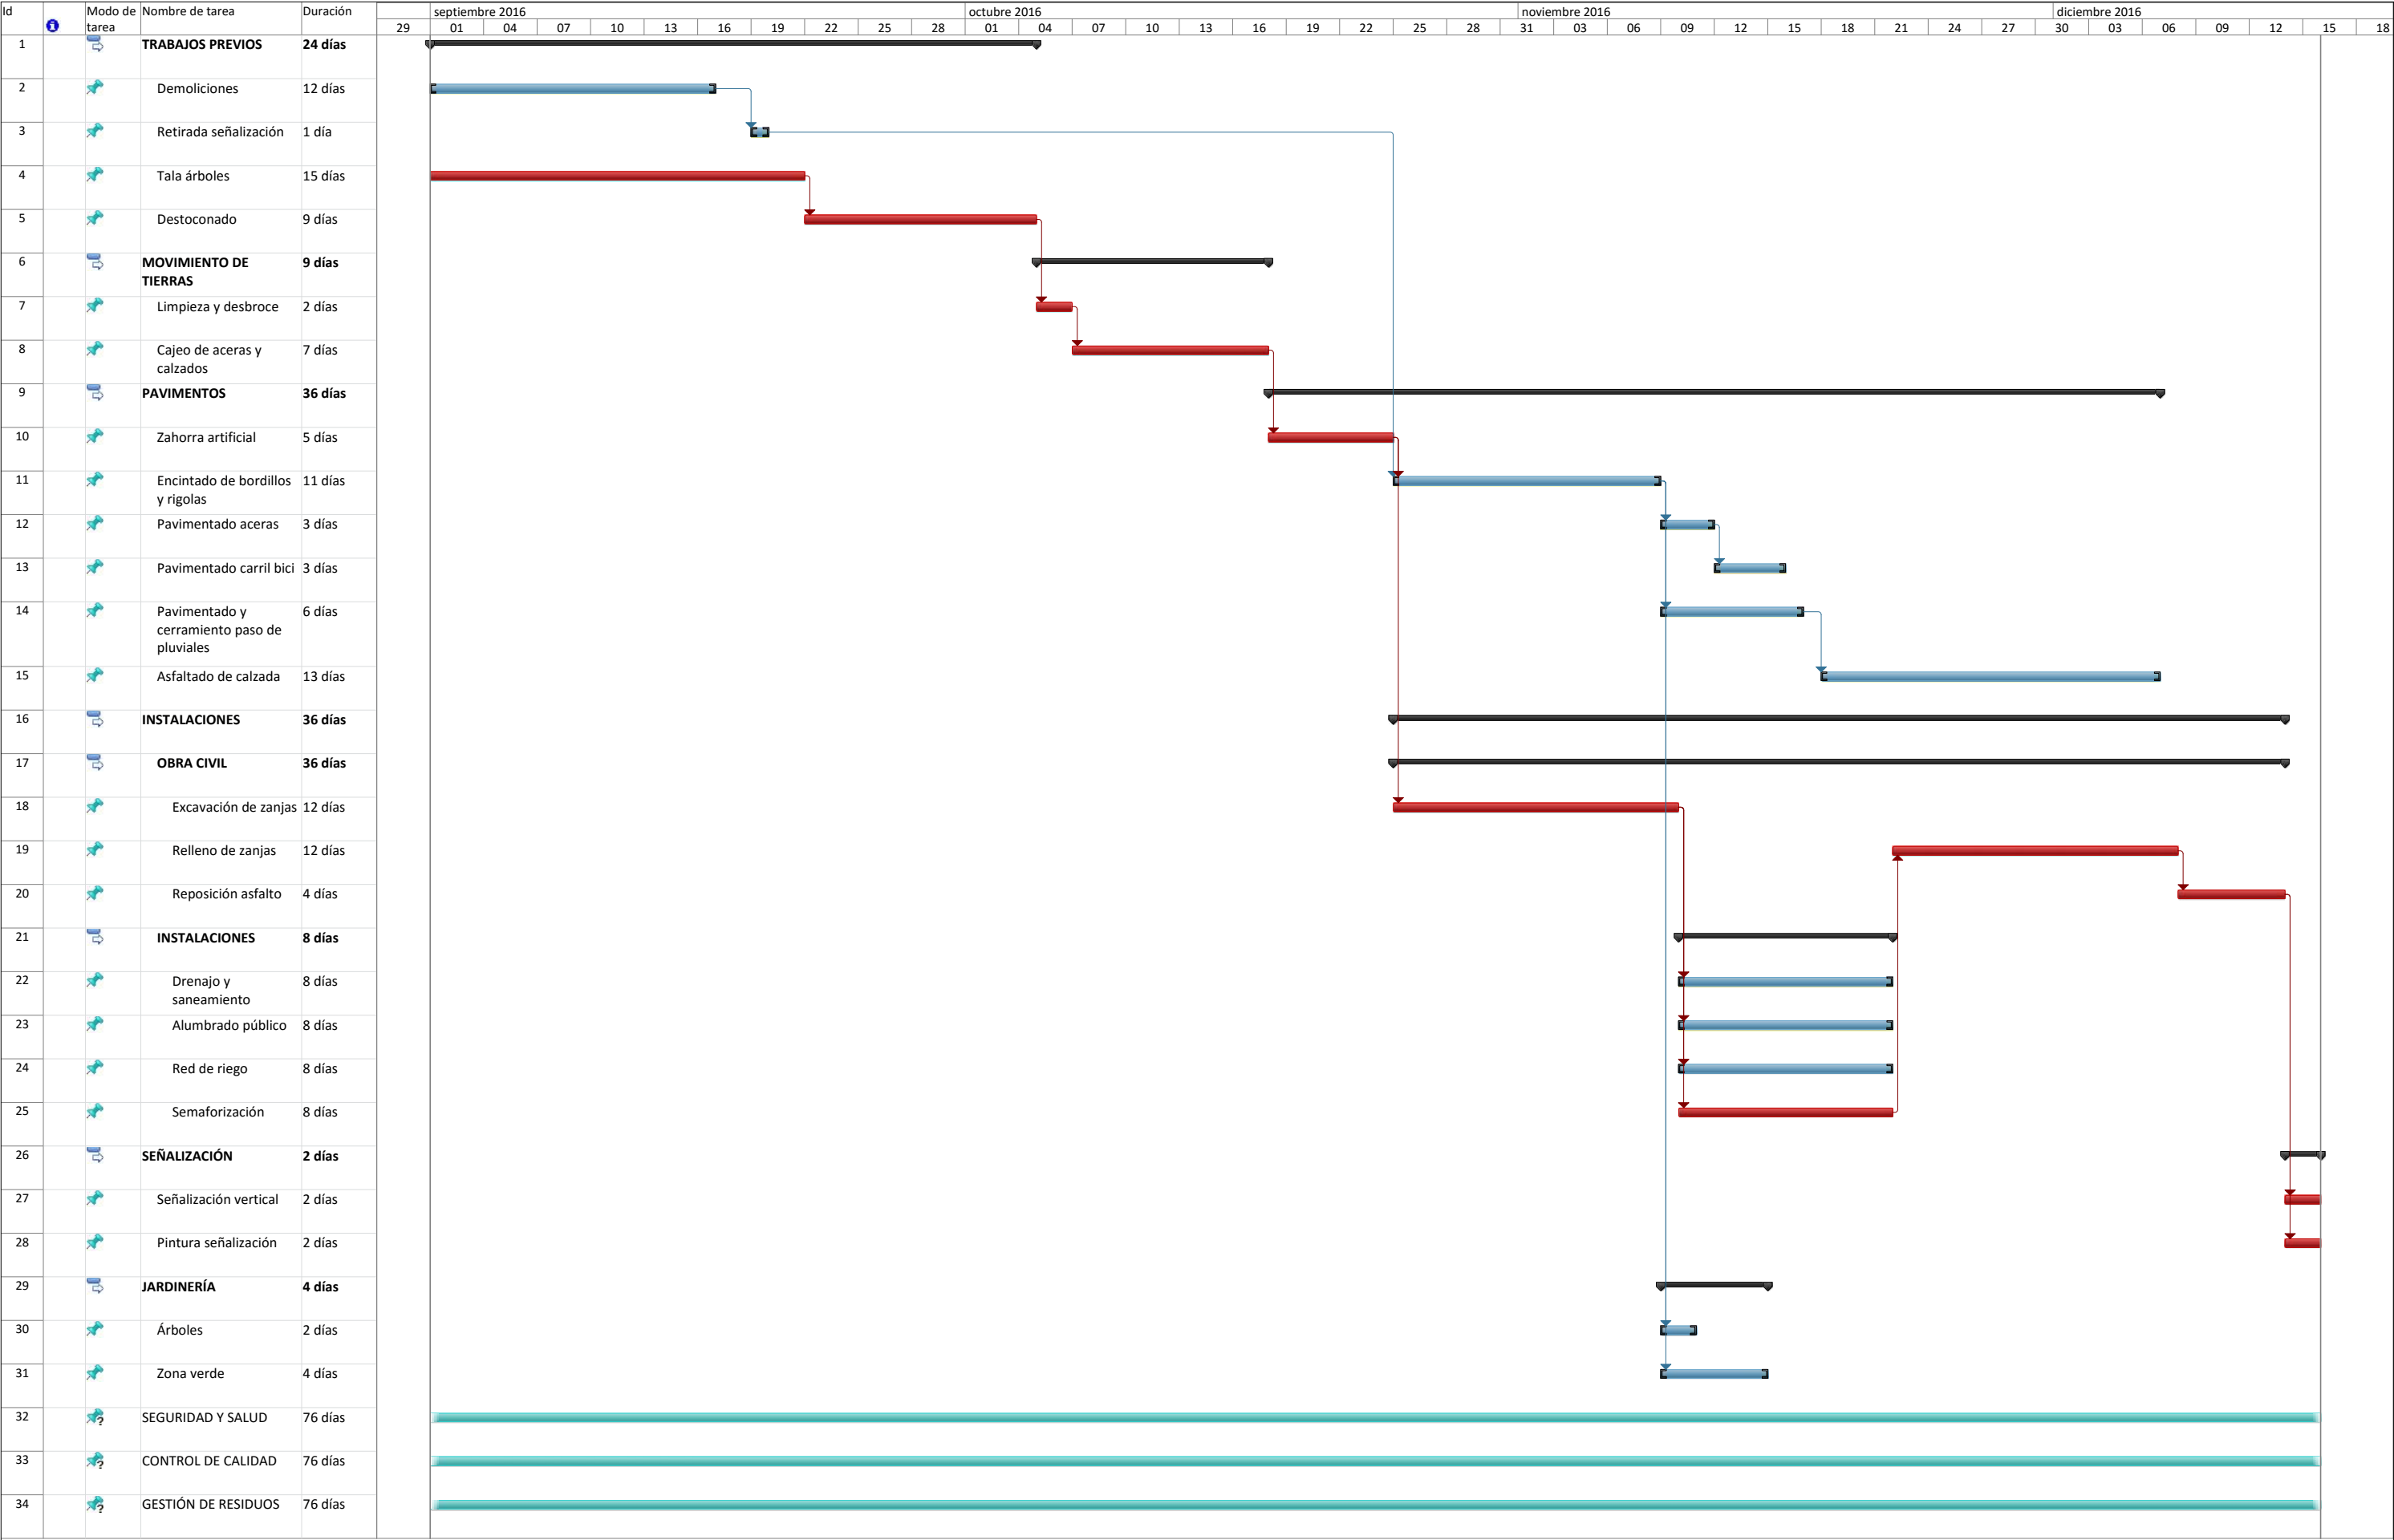 Id
Modo de tarea
Nombre de tarea
Duración
septiembre 2016
octubre 2016
noviembre 2016
diciembre 2016
29 01 04 07 10 13 16 19 22 25 28 01 04 07 10 13 16 19 22 25 28 31 03 06 09 12 15 18 21 24 27 30 03 06 09 12 15 18
1 TRABAJOS PREVIOS 24 días
2 Demoliciones 12 días
3 Retirada señalización 1 día
4 Tala árboles 15 días
5 Destoconado 9 días
6 MOVIMIENTO DE 9 días
TIERRAS
7 Limpieza y desbroce 2 días
8 Cajeo de aceras y 7 días
calzados
9 PAVIMENTOS 36 días
10 Zahorra artificial 5 días
11 Encintado de bordillos 11 días
y rigolas
12 Pavimentado aceras 3 días
13 Pavimentado carril bici 3 días
14 Pavimentado y 6 días
cerramiento paso de
pluviales
15 Asfaltado de calzada 13 días
16 INSTALACIONES 36 días
17 OBRA CIVIL 36 días
18 Excavación de zanjas 12 días
19 Relleno de zanjas 12 días
20 Reposición asfalto 4 días
21 INSTALACIONES 8 días
22 Drenajo y 8 días
saneamiento
23 Alumbrado público 8 días
24 Red de riego 8 días
25 Semaforización 8 días
26 SEÑALIZACIÓN 2 días
27 Señalización vertical 2 días
28 Pintura señalización 2 días
29 JARDINERÍA 4 días
30 Árboles 2 días
31 Zona verde 4 días
32 SEGURIDAD Y SALUD 76 días
33 CONTROL DE CALIDAD 76 días
34 GESTIÓN DE RESIDUOS 76 días